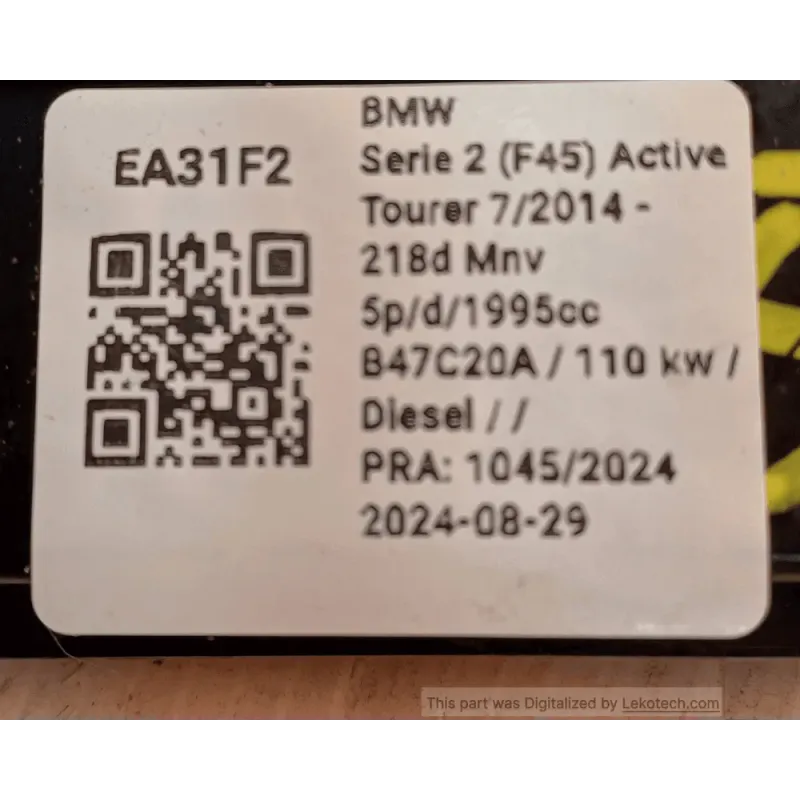 EA31F2
BMW
Serie 2 (F45) Active
Tourer 7/2014 -
218d Mnv
5p/d/1995cc
B47C20A / 110 kw /
Diesel / /
PRA: 1045/2024
2024-08-29
This part was Digitalized by Lekotech.com